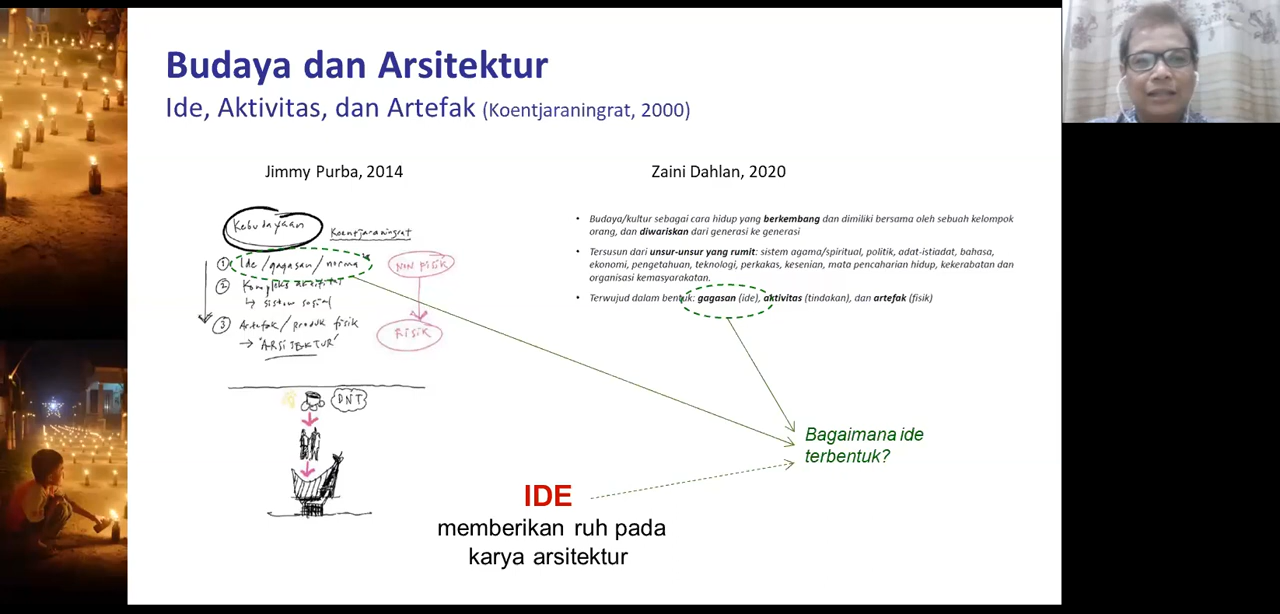 Budaya dan Arsitektur
Ide, Aktivitas, dan Artefak (Koentjaraningrat, 2000)
Jimmy Purba, 2014
Kebudayaan
Koentjaraningrat
① Ide/gagasan/norma
NON FISIK
②
↳ sistem sosial
③ Artefak/produk fisik
→ 'ARSITEKTUR'
FISIK
DNT
Zaini Dahlan, 2020
• Budaya/kultur sebagai cara hidup yang berkembang dan dimiliki bersama oleh sebuah kelompok
orang, dan diwariskan dari generasi ke generasi
• Tersusun dari unsur-unsur yang rumit: sistem agama/spiritual, politik, adat-istiadat, bahasa,
ekonomi, pengetahuan, teknologi, perkakas, kesenian, mata pencaharian hidup, kekerabatan dan
organisasi kemasyarakatan.
• Terwujud dalam bentuk: gagasan (ide), aktivitas (tindakan), dan artefak (fisik)
Bagaimana ide
terbentuk?
IDE
memberikan ruh pada
karya arsitektur